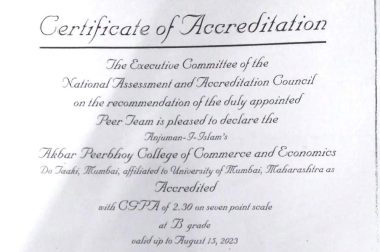 Certificate of Accreditation
The Executive Committee of the
National Assessment and Accreditation Council
on the recommendation of the duly appointed
Peer Team is pleased to declare the
Anjuman-I-Islam's
Akbar Peerbhoy College of Commerce and Economics
Do Taaki, Mumbai, affiliated to University of Mumbai, Maharashtra as
Accredited
with CGPA of 2.30 on seven point scale
at B grade
valid up to August 15, 2023